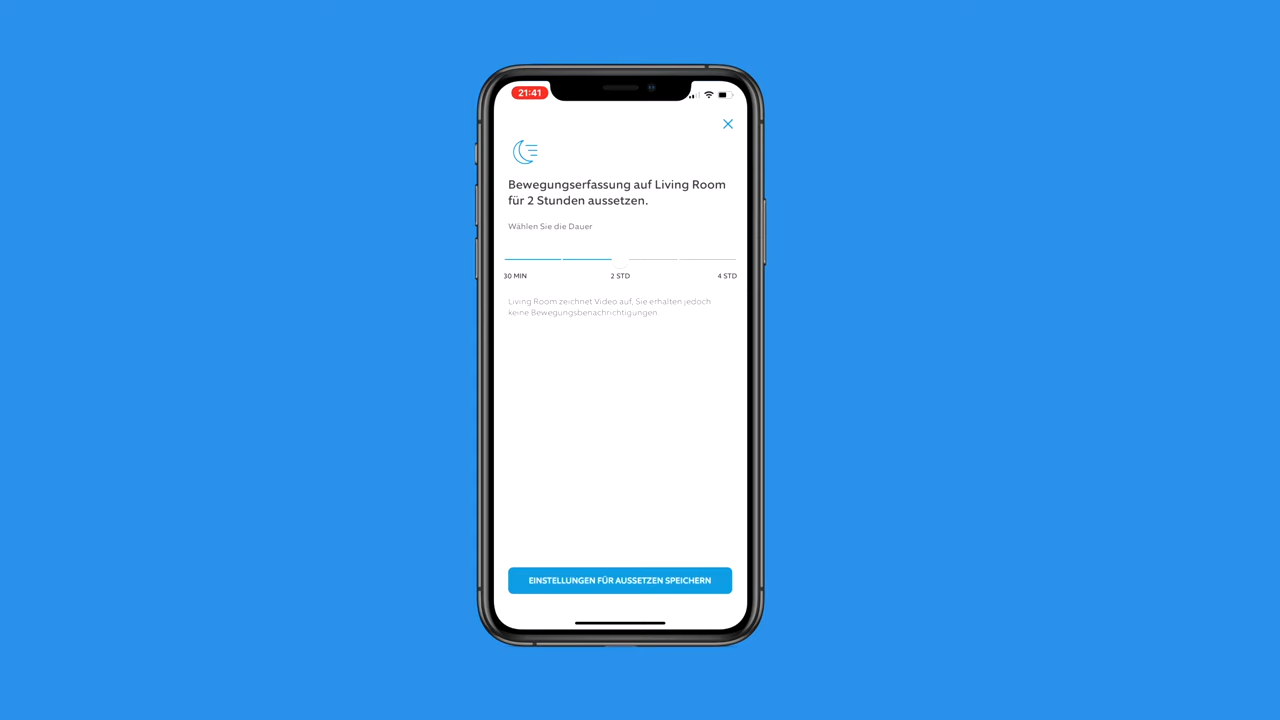 21:41
Bewegungserfassung auf Living Room
für 2 Stunden aussetzen.
Wählen Sie die Dauer
30 MIN 2 STD 4 STD
Living Room zeichnet Video auf, Sie erhalten jedoch
keine Bewegungsbenachrichtigungen.
EINSTELLUNGEN FÜR AUSSETZEN SPEICHERN